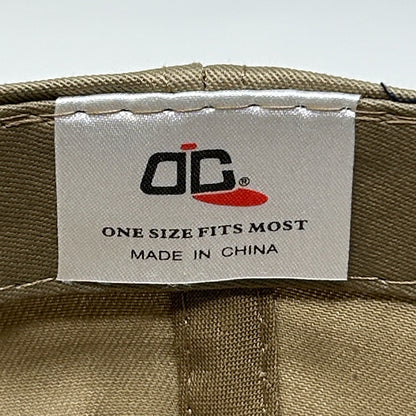 OC®
ONE SIZE FITS MOST
MADE IN CHINA